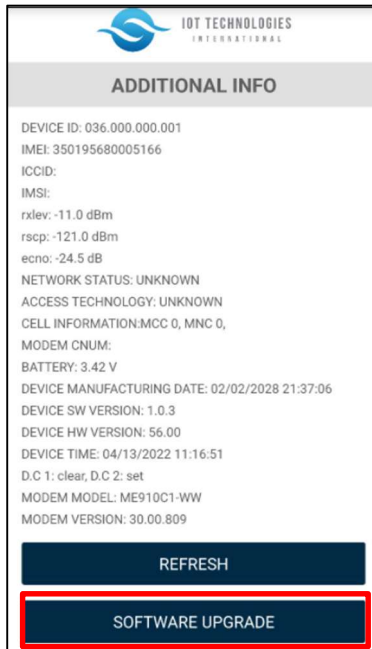 IOT TECHNOLOGIES
INTERNATIONAL
ADDITIONAL INFO
DEVICE ID: 036.000.000.001
IMEI: 350195680005166
ICCID:
IMSI:
rxlev: -11.0 dBm
rscp: -121.0 dBm
ecno: -24.5 dB
NETWORK STATUS: UNKNOWN
ACCESS TECHNOLOGY: UNKNOWN
CELL INFORMATION:MCC 0, MNC 0,
MODEM CNUM:
BATTERY: 3.42 V
DEVICE MANUFACTURING DATE: 02/02/2028 21:37:06
DEVICE SW VERSION: 1.0.3
DEVICE HW VERSION: 56.00
DEVICE TIME: 04/13/2022 11:16:51
D.C 1: clear, D.C 2: set
MODEM MODEL: ME910C1-WW
MODEM VERSION: 30.00.809
REFRESH
SOFTWARE UPGRADE